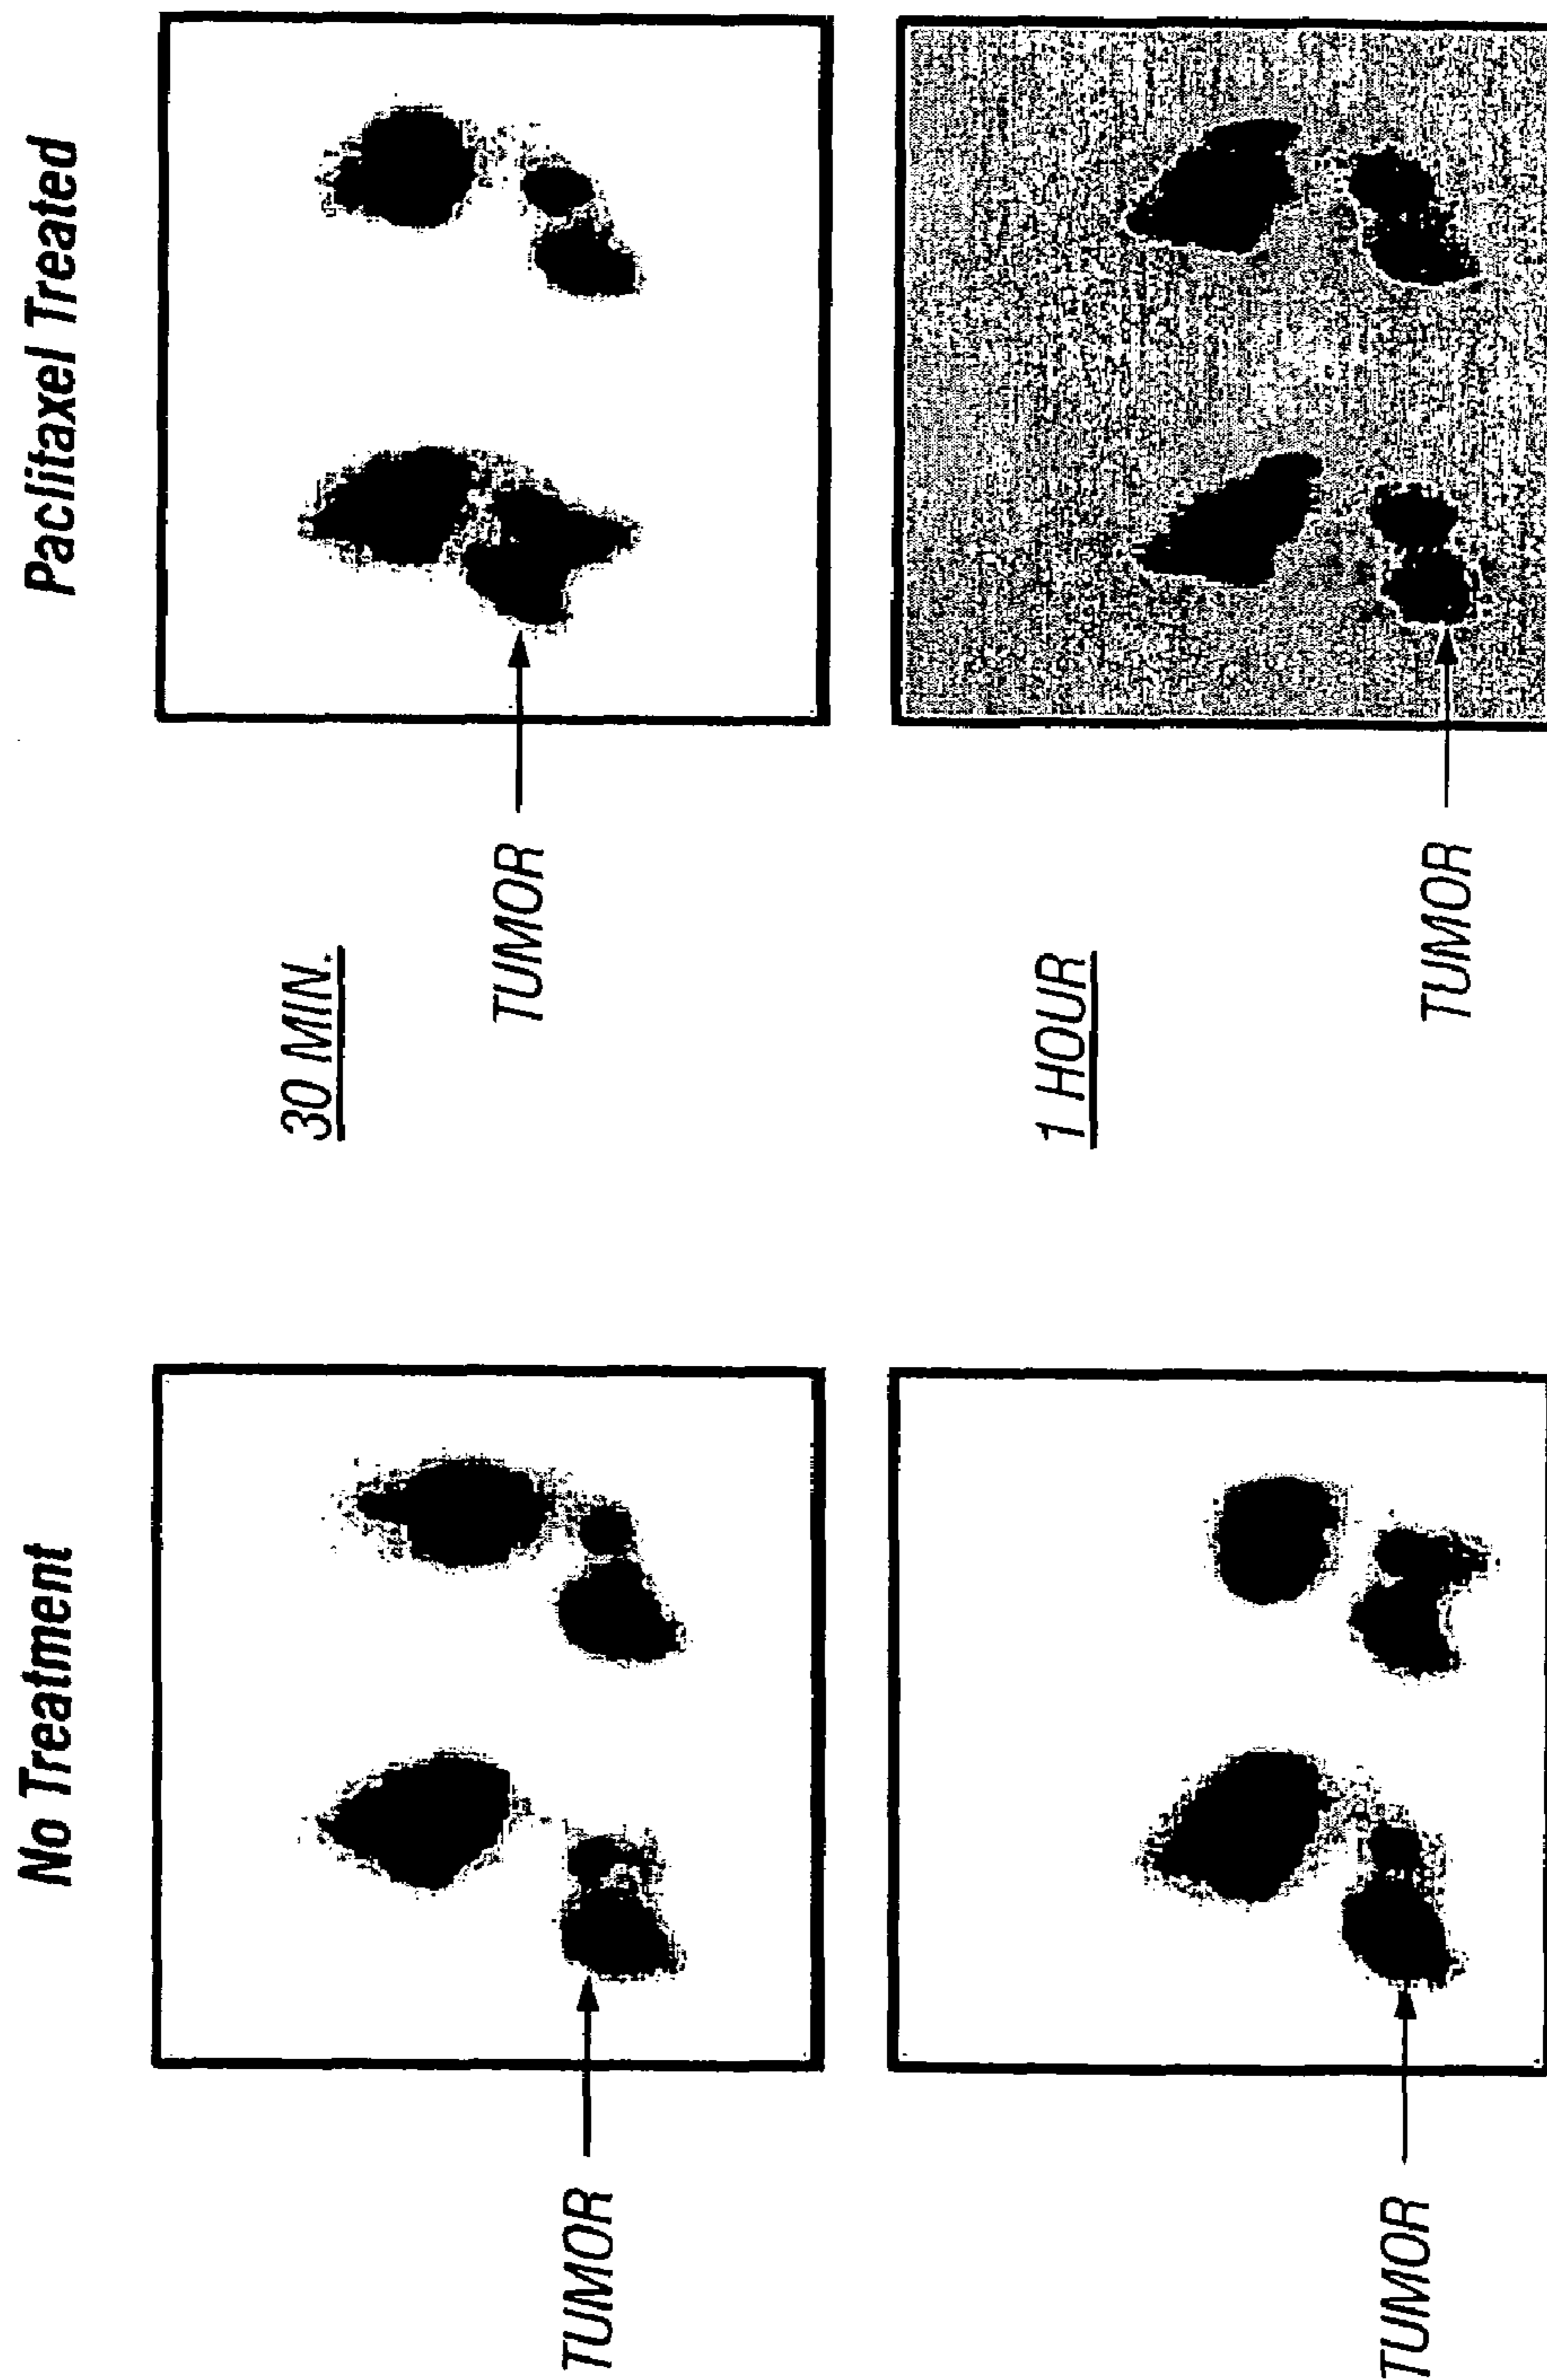 No Treatment
Paclitaxel Treated
30 MIN.
TUMOR
TUMOR
1 HOUR
TUMOR
TUMOR